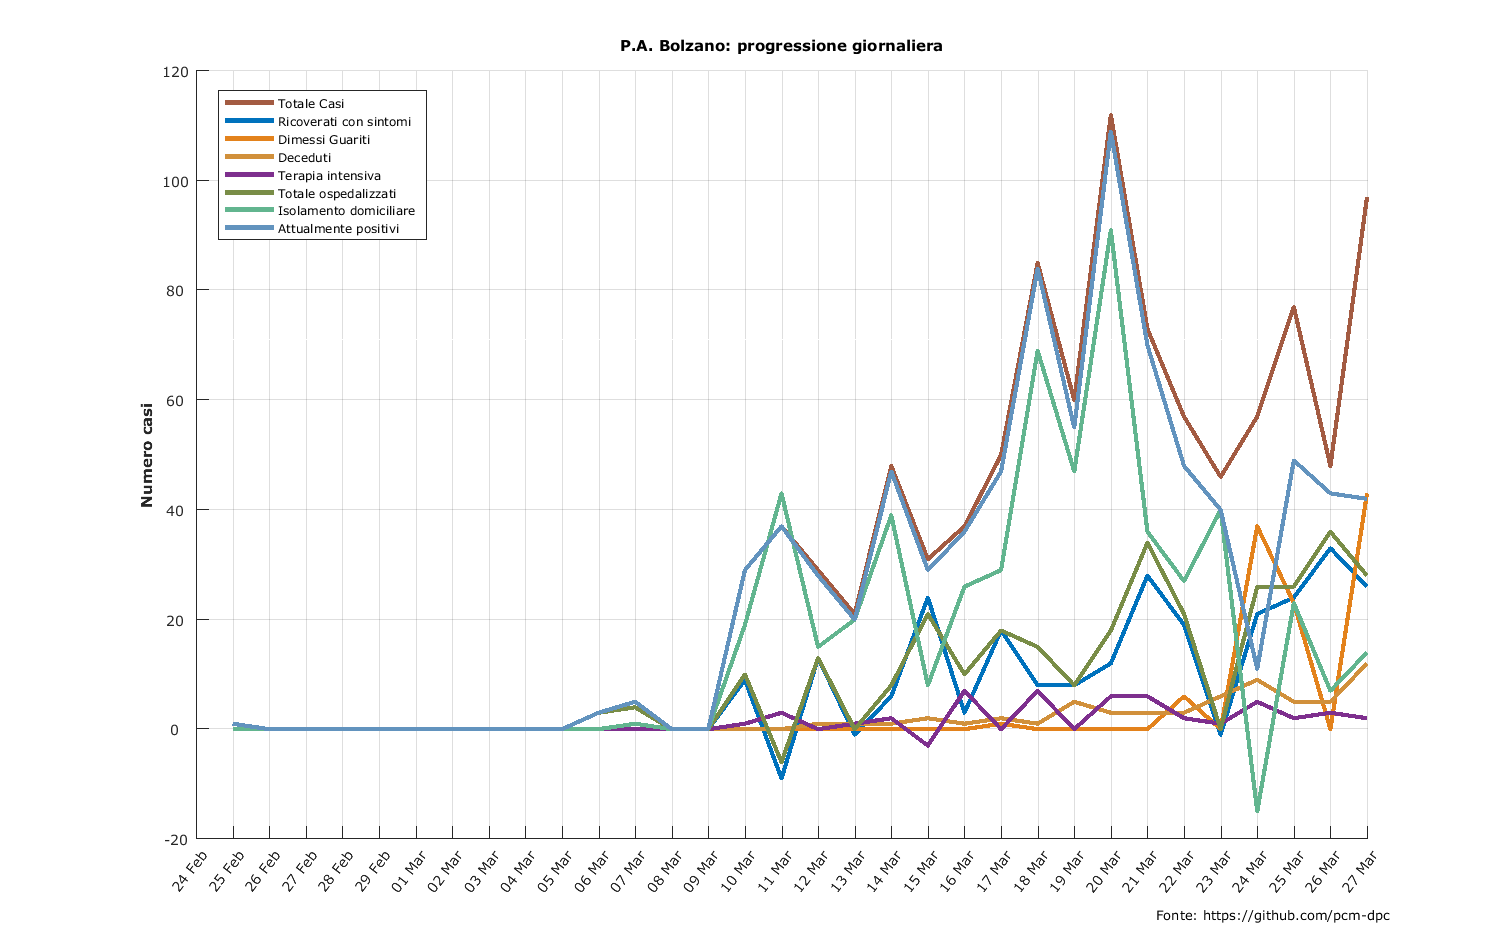 P.A. Bolzano: progressione giornaliera
120
100
80
60
40
20
0
-20
Numero casi
Totale Casi
Ricoverati con sintomi
Dimessi Guariti
Deceduti
Terapia intensiva
Totale ospedalizzati
Isolamento domiciliare
Attualmente positivi
24 Feb
25 Feb
26 Feb
27 Feb
28 Feb
29 Feb
01 Mar
02 Mar
03 Mar
04 Mar
05 Mar
06 Mar
07 Mar
08 Mar
09 Mar
10 Mar
11 Mar
12 Mar
13 Mar
14 Mar
15 Mar
16 Mar
17 Mar
18 Mar
19 Mar
20 Mar
21 Mar
22 Mar
23 Mar
24 Mar
25 Mar
26 Mar
27 Mar
Fonte: https://github.com/pcm-dpc